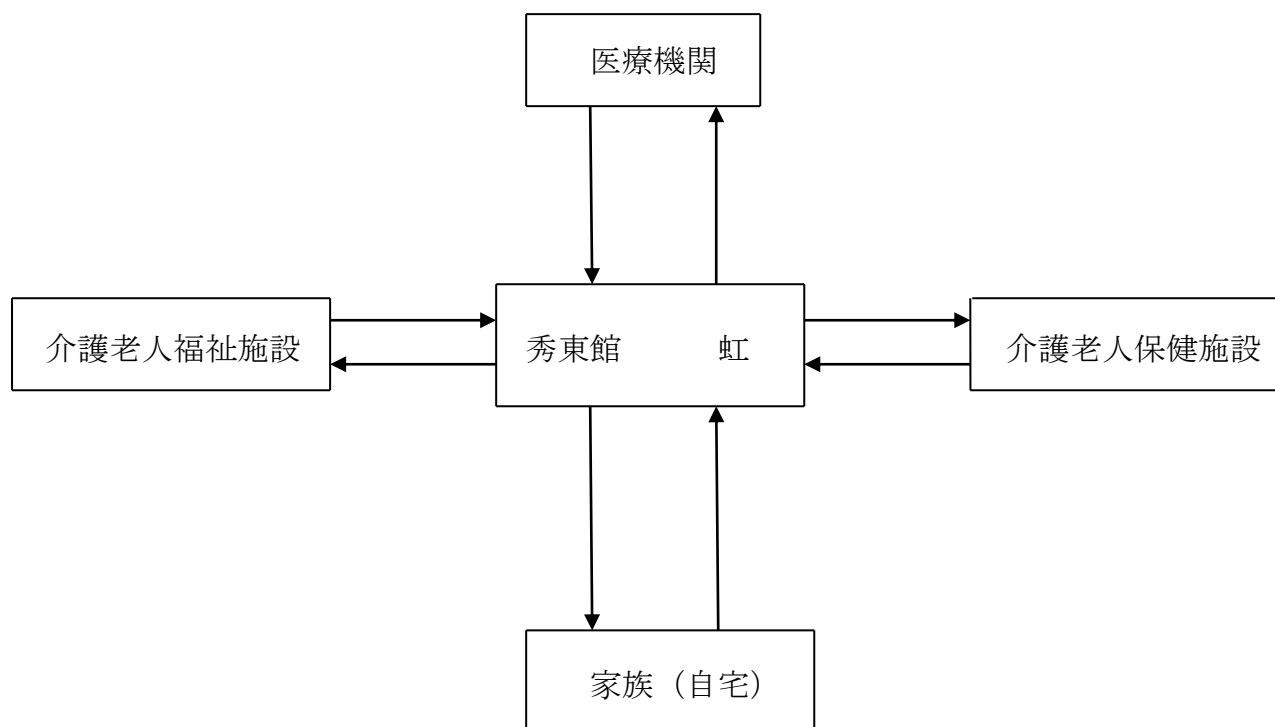 医療機関
介護老人福祉施設
秀東館　　　虹
介護老人保健施設
家族（自宅）